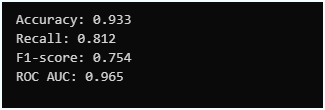 Accuracy: 0.933
Recall: 0.812
F1-score: 0.754
ROC AUC: 0.965